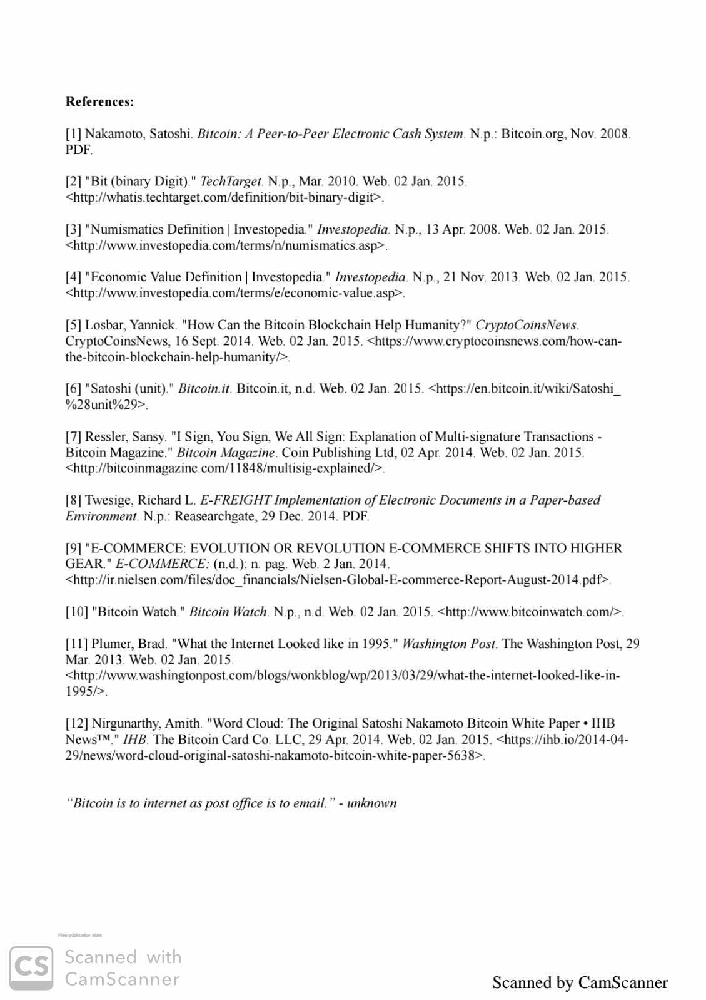 References:
[1] Nakamoto, Satoshi. Bitcoin: A Peer-to-Peer Electronic Cash System. N.p.: Bitcoin.org, Nov. 2008.
PDF.
[2] "Bit (binary Digit)." TechTarget. N.p., Mar. 2010. Web. 02 Jan. 2015.
<http://whatis.techtarget.com/definition/bit-binary-digit>.
[3] "Numismatics Definition | Investopedia." Investopedia. N.p., 13 Apr. 2008. Web. 02 Jan. 2015.
<http://www.investopedia.com/terms/n/numismatics.asp>.
[4] "Economic Value Definition | Investopedia." Investopedia. N.p., 21 Nov. 2013. Web. 02 Jan. 2015.
<http://www.investopedia.com/terms/e/economic-value.asp>.
[5] Losbar, Yannick. "How Can the Bitcoin Blockchain Help Humanity?" CryptoCoinsNews.
CryptoCoinsNews, 16 Sept. 2014. Web. 02 Jan. 2015. <https://www.cryptocoinsnews.com/how-can-
the-bitcoin-blockchain-help-humanity/>.
[6] "Satoshi (unit)." Bitcoin.it. Bitcoin.it, n.d. Web. 02 Jan. 2015. <https://en.bitcoin.it/wiki/Satoshi_
%28unit%29>.
[7] Ressler, Sansy. "I Sign, You Sign, We All Sign: Explanation of Multi-signature Transactions -
Bitcoin Magazine." Bitcoin Magazine. Coin Publishing Ltd, 02 Apr. 2014. Web. 02 Jan. 2015.
<http://bitcoinmagazine.com/11848/multisig-explained/>.
[8] Twesige, Richard L. E-FREIGHT Implementation of Electronic Documents in a Paper-based
Environment. N.p.: Reasearchgate, 29 Dec. 2014. PDF.
[9] "E-COMMERCE: EVOLUTION OR REVOLUTION E-COMMERCE SHIFTS INTO HIGHER
GEAR." E-COMMERCE: (n.d.): n. pag. Web. 2 Jan. 2014.
<http://ir.nielsen.com/files/doc_financials/Nielsen-Global-E-commerce-Report-August-2014.pdf>.
[10] "Bitcoin Watch." Bitcoin Watch. N.p., n.d. Web. 02 Jan. 2015. <http://www.bitcoinwatch.com/>.
[11] Plumer, Brad. "What the Internet Looked like in 1995." Washington Post. The Washington Post, 29
Mar. 2013. Web. 02 Jan. 2015.
<http://www.washingtonpost.com/blogs/wonkblog/wp/2013/03/29/what-the-internet-looked-like-in-
1995/>.
[12] Nirgunarthy, Amith. "Word Cloud: The Original Satoshi Nakamoto Bitcoin White Paper • IHB
News™." IHB. The Bitcoin Card Co. LLC, 29 Apr. 2014. Web. 02 Jan. 2015. <https://ihb.io/2014-04-
29/news/word-cloud-original-satoshi-nakamoto-bitcoin-white-paper-5638>.
“Bitcoin is to internet as post office is to email.” - unknown
View publication stats
CS
Scanned with
CamScanner
Scanned by CamScanner